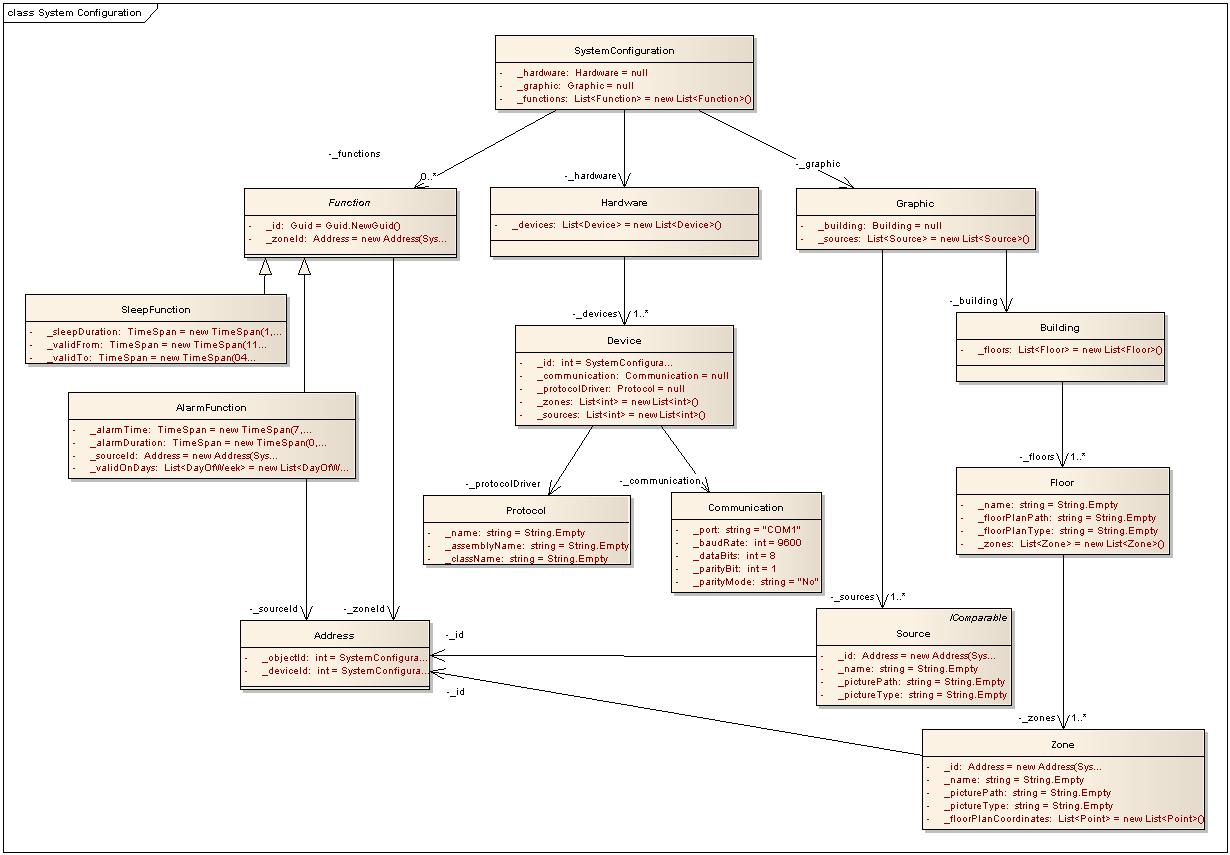 class System Configuration
SystemConfiguration
- _hardware: Hardware = null
- _graphic: Graphic = null
- _functions: List<Function> = new List<Function>()
-_functions
0..*
-_hardware
-_graphic
Function
- _id: Guid = Guid.NewGuid()
- _zoneId: Address = new Address(Sys...
Hardware
- _devices: List<Device> = new List<Device>()
Graphic
- _building: Building = null
- _sources: List<Source> = new List<Source>()
SleepFunction
- _sleepDuration: TimeSpan = new TimeSpan(1,...
- _validFrom: TimeSpan = new TimeSpan(11...
- _validTo: TimeSpan = new TimeSpan(04...
-_devices
1..*
-_building
Device
- _id: int = SystemConfigura...
- _communication: Communication = null
- _protocolDriver: Protocol = null
- _zones: List<int> = new List<int>()
- _sources: List<int> = new List<int>()
Building
- _floors: List<Floor> = new List<Floor>()
AlarmFunction
- _alarmTime: TimeSpan = new TimeSpan(7,...
- _alarmDuration: TimeSpan = new TimeSpan(0,...
- _sourceId: Address = new Address(Sys...
- _validOnDays: List<DayOfWeek> = new List<DayOfW...
-_protocolDriver
-_communication
-_floors
1..*
Protocol
- _name: string = String.Empty
- _assemblyName: string = String.Empty
- _className: string = String.Empty
Communication
- _port: string = "COM1"
- _baudRate: int = 9600
- _dataBits: int = 8
- _parityBit: int = 1
- _parityMode: string = "No"
Floor
- _name: string = String.Empty
- _floorPlanPath: string = String.Empty
- _floorPlanType: string = String.Empty
- _zones: List<Zone> = new List<Zone>()
-_sourceId
-_zoneId
-_sources
1..*
Address
- _objectId: int = SystemConfigura...
- _deviceId: int = SystemConfigura...
-_id
-_id
IComparable
Source
- _id: Address = new Address(Sys...
- _name: string = String.Empty
- _picturePath: string = String.Empty
- _pictureType: string = String.Empty
-_zones
1..*
Zone
- _id: Address = new Address(Sys...
- _name: string = String.Empty
- _picturePath: string = String.Empty
- _pictureType: string = String.Empty
- _floorPlanCoordinates: List<Point> = new List<Point>()